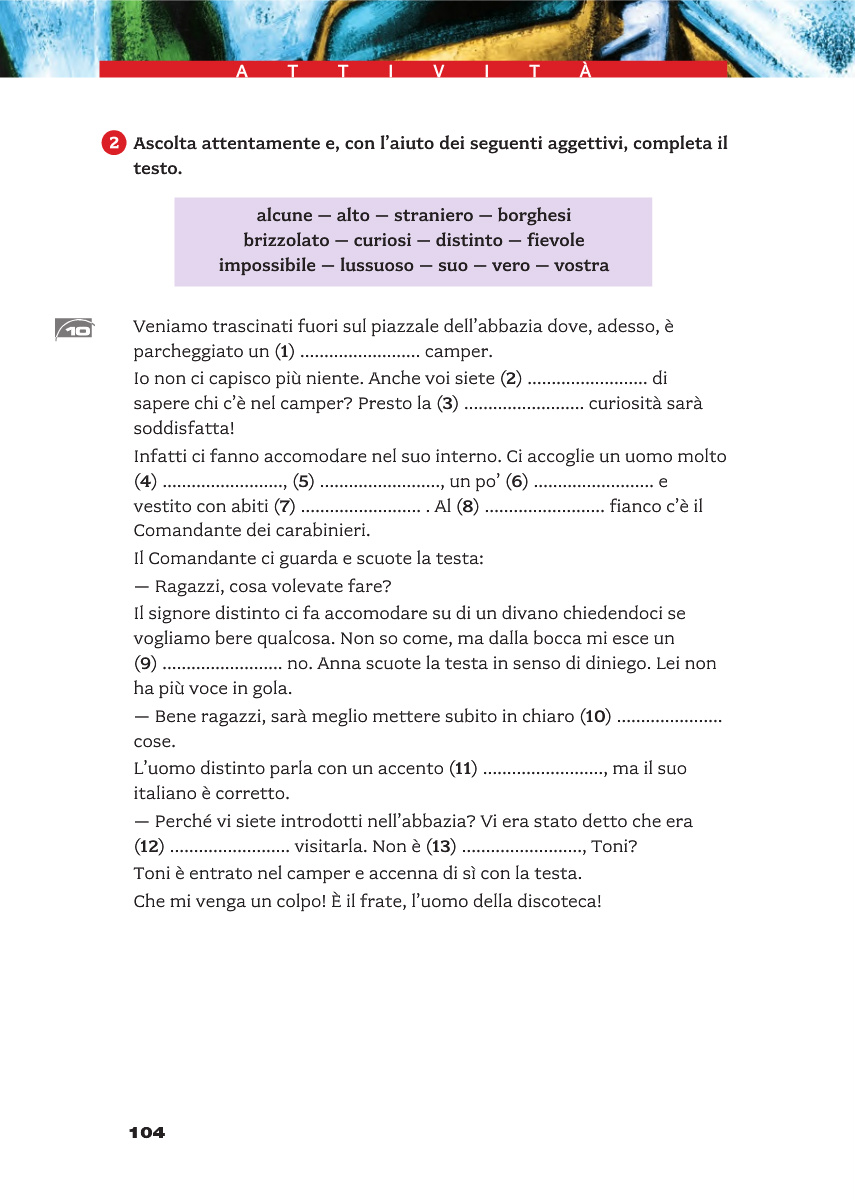 ATTIVITÀ
2 Ascolta attentamente e, con l’aiuto dei seguenti aggettivi, completa il
testo.
alcune — alto — straniero — borghesi
brizzolato — curiosi — distinto — fievole
impossibile — lussuoso — suo — vero — vostra
10
Veniamo trascinati fuori sul piazzale dell’abbazia dove, adesso, è
parcheggiato un (1) ......................... camper.
Io non ci capisco più niente. Anche voi siete (2) ......................... di
sapere chi c’è nel camper? Presto la (3) ......................... curiosità sarà
soddisfatta!
Infatti ci fanno accomodare nel suo interno. Ci accoglie un uomo molto
(4) ........................., (5) ........................., un po’ (6) ......................... e
vestito con abiti (7) ......................... . Al (8) ......................... fianco c’è il
Comandante dei carabinieri.
Il Comandante ci guarda e scuote la testa:
— Ragazzi, cosa volevate fare?
Il signore distinto ci fa accomodare su di un divano chiedendoci se
vogliamo bere qualcosa. Non so come, ma dalla bocca mi esce un
(9) ......................... no. Anna scuote la testa in senso di diniego. Lei non
ha più voce in gola.
— Bene ragazzi, sarà meglio mettere subito in chiaro (10) ......................
cose.
L’uomo distinto parla con un accento (11) ........................., ma il suo
italiano è corretto.
— Perché vi siete introdotti nell’abbazia? Vi era stato detto che era
(12) ......................... visitarla. Non è (13) ........................., Toni?
Toni è entrato nel camper e accenna di sì con la testa.
Che mi venga un colpo! È il frate, l’uomo della discoteca!
104